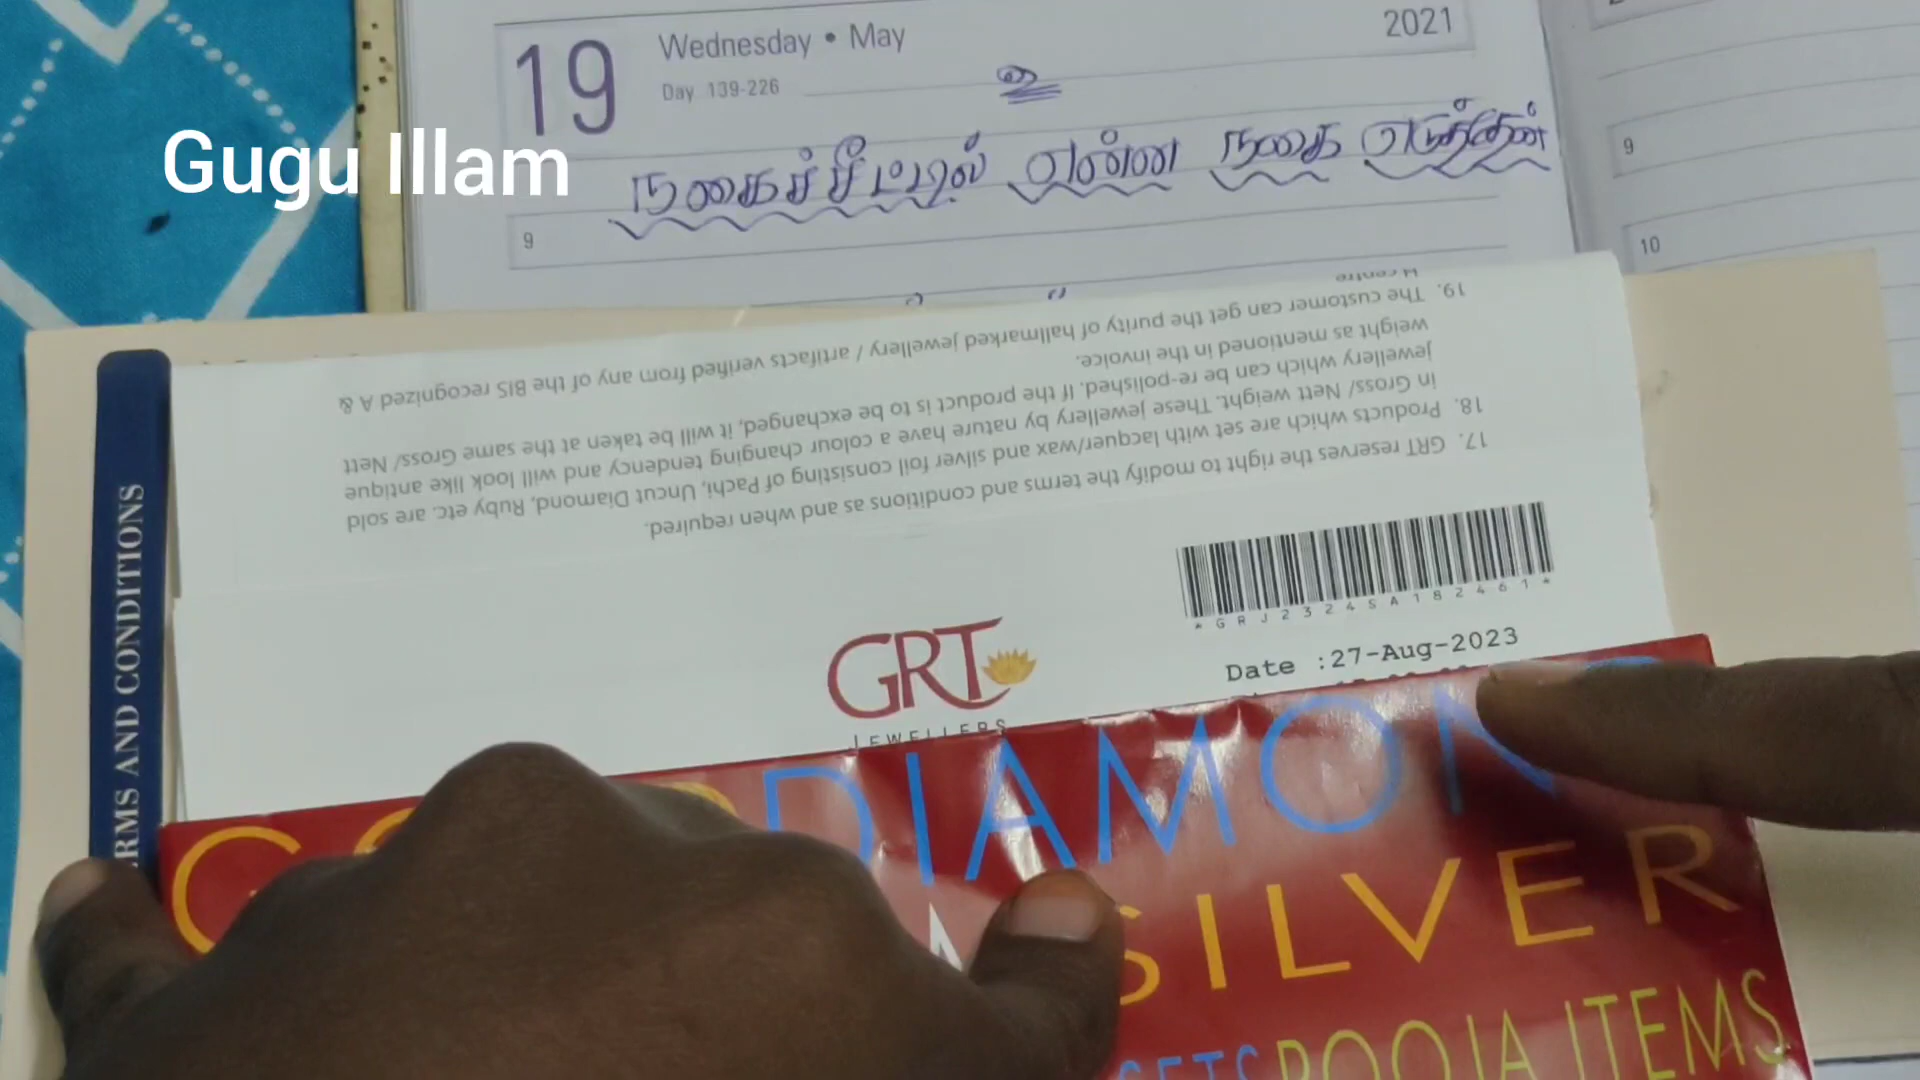 19
Wednesday • May
2021
Day 139-226
உ
Gugu Illam
நகைச்சீட்டில் என்ன நகை எடுத்தேன்
9
9
10
17. GRT reserves the right to modify the terms and conditions as and when required.
18. Products which are set with lacquer/wax and silver foil consisting of Pachi, Uncut Diamond, Ruby etc. are sold
in Gross/ Nett weight. These jewellery by nature have a colour changing tendency and will look like antique
jewellery which can be re-polished. If the product is to be exchanged, it will be taken at the same Gross/ Nett
weight as mentioned in the invoice.
19. The customer can get the purity of hallmarked jewellery / artifacts verified from any of the BIS recognized A &
H centre
TERMS AND CONDITIONS
*GRJ2324SA182461*
GRT
JEWELLERS
Date :27-Aug-2023
DIAMON
SILVER
SETS POOJA ITEMS